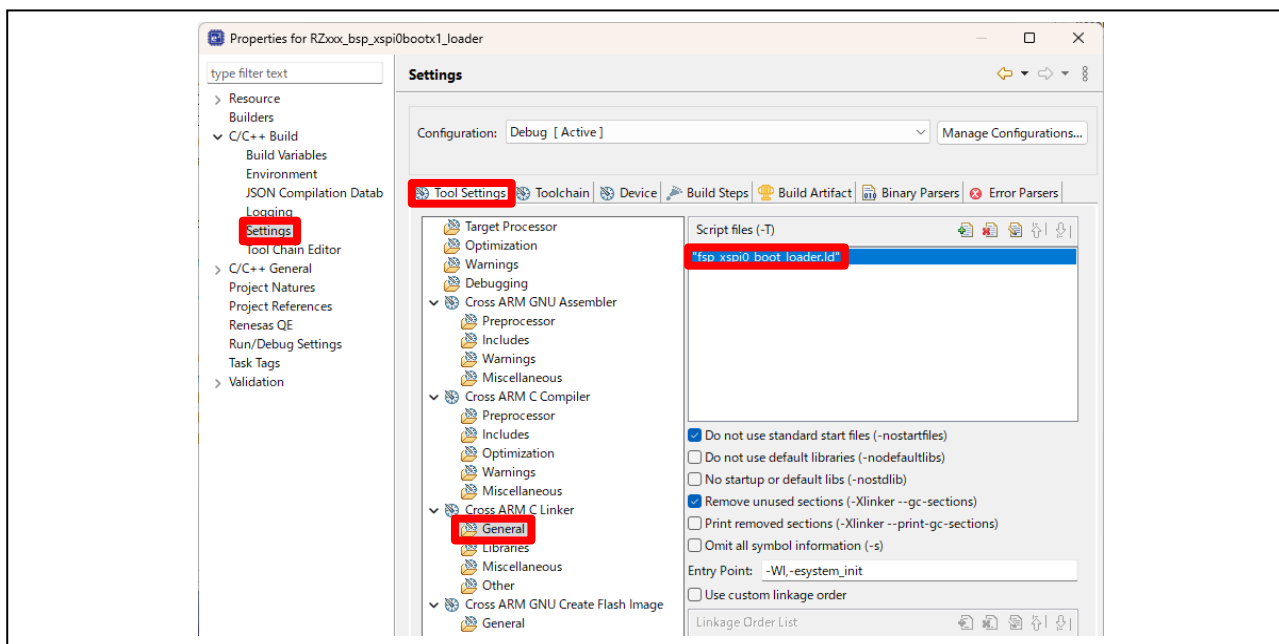 Properties for RZxxx_bsp_xspi0bootx1_loader
type filter text
Resource
Builders
C/C++ Build
Build Variables
Environment
JSON Compilation Datab
Logging
Settings
Tool Chain Editor
C/C++ General
Project Natures
Project References
Renesas QE
Run/Debug Settings
Task Tags
Validation
Settings
Configuration: Debug [ Active ]
Manage Configurations...
Tool Settings Toolchain Device Build Steps Build Artifact Binary Parsers Error Parsers
Target Processor
Optimization
Warnings
Debugging
Cross ARM GNU Assembler
Preprocessor
Includes
Warnings
Miscellaneous
Cross ARM C Compiler
Preprocessor
Includes
Optimization
Warnings
Miscellaneous
Cross ARM C Linker
General
Libraries
Miscellaneous
Other
Cross ARM GNU Create Flash Image
General
Script files (-T)
"fsp_xspi0_boot_loader.ld"
Do not use standard start files (-nostartfiles)
Do not use default libraries (-nodefaultlibs)
No startup or default libs (-nostdlib)
Remove unused sections (-Xlinker --gc-sections)
Print removed sections (-Xlinker --print-gc-sections)
Omit all symbol information (-s)
Entry Point: -Wl,-esystem_init
Use custom linkage order
Linkage Order List